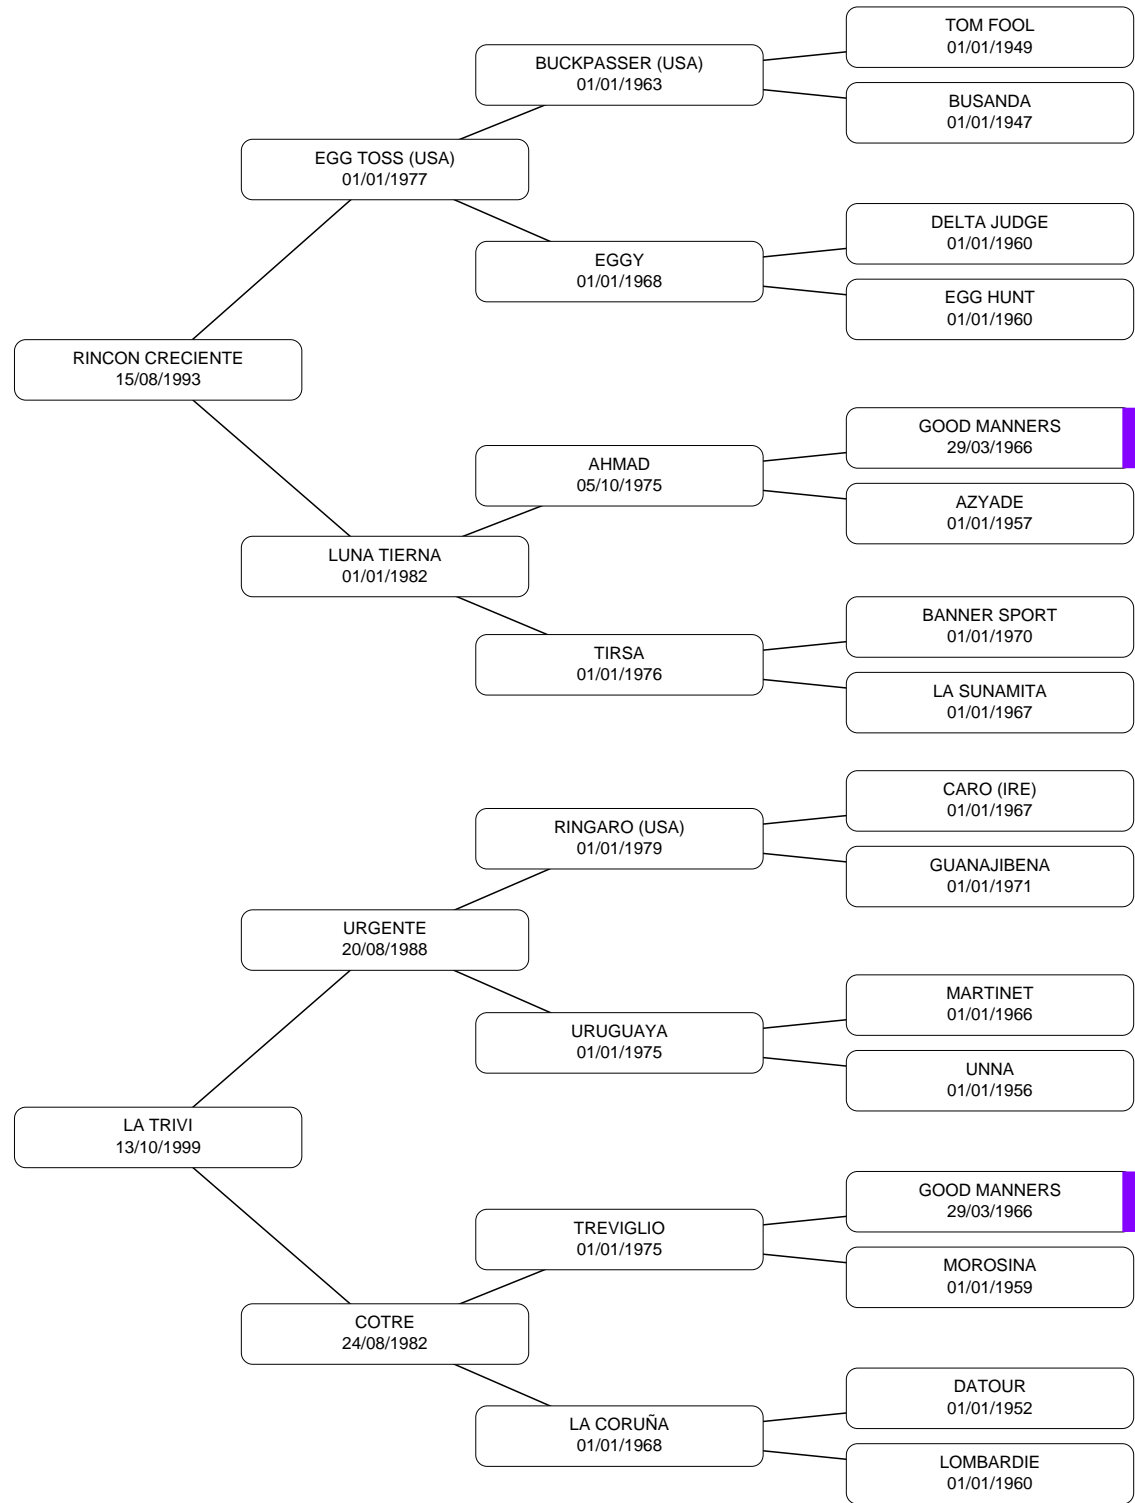 TOM FOOL
01/01/1949
BUCKPASSER (USA)
01/01/1963
BUSANDA
01/01/1947
EGG TOSS (USA)
01/01/1977
DELTA JUDGE
01/01/1960
EGGY
01/01/1968
EGG HUNT
01/01/1960
RINCON CRECIENTE
15/08/1993
GOOD MANNERS
29/03/1966
AHMAD
05/10/1975
AZYADE
01/01/1957
LUNA TIERNA
01/01/1982
BANNER SPORT
01/01/1970
TIRSA
01/01/1976
LA SUNAMITA
01/01/1967
CARO (IRE)
01/01/1967
RINGARO (USA)
01/01/1979
GUANAJIBENA
01/01/1971
URGENTE
20/08/1988
MARTINET
01/01/1966
URUGUAYA
01/01/1975
UNNA
01/01/1956
LA TRIVI
13/10/1999
GOOD MANNERS
29/03/1966
TREVIGLIO
01/01/1975
MOROSINA
01/01/1959
COTRE
24/08/1982
DATOUR
01/01/1952
LA CORUÑA
01/01/1968
LOMBARDIE
01/01/1960